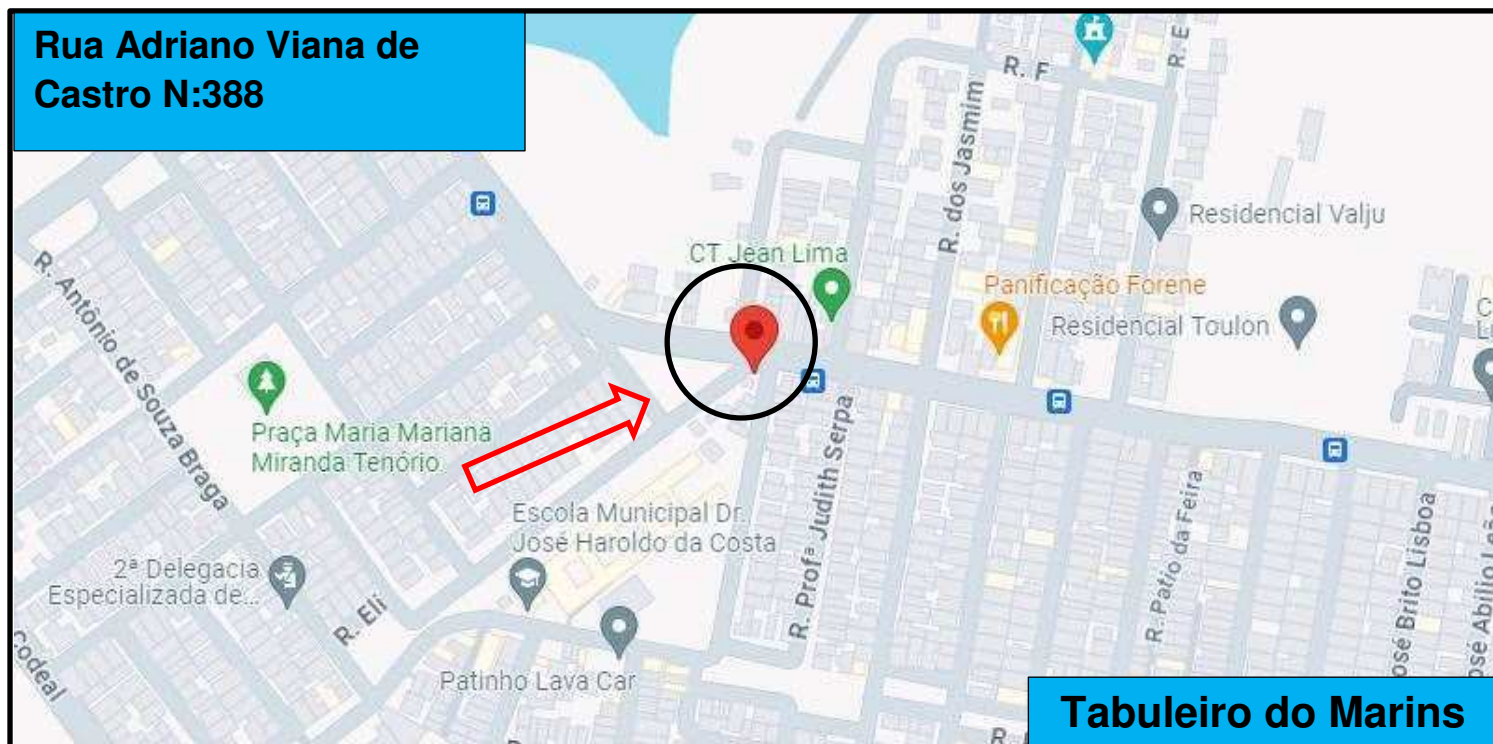 Rua Adriano Viana de
Castro N:388
R. F
R. E
R. dos Jasmim
Residencial Valju
CT Jean Lima
Panificação Forene
Residencial Toulon
R. Antônio de Souza Braga
Praça Maria Mariana
Miranda Tenório
R. Profª Judith Serpa
Escola Municipal Dr.
José Haroldo da Costa
2ª Delegacia
Especializada de...
R. Eli
R. Patio da Feira
José Brito Lisboa
Codeal
Patinho Lava Car
Tabuleiro do Marins